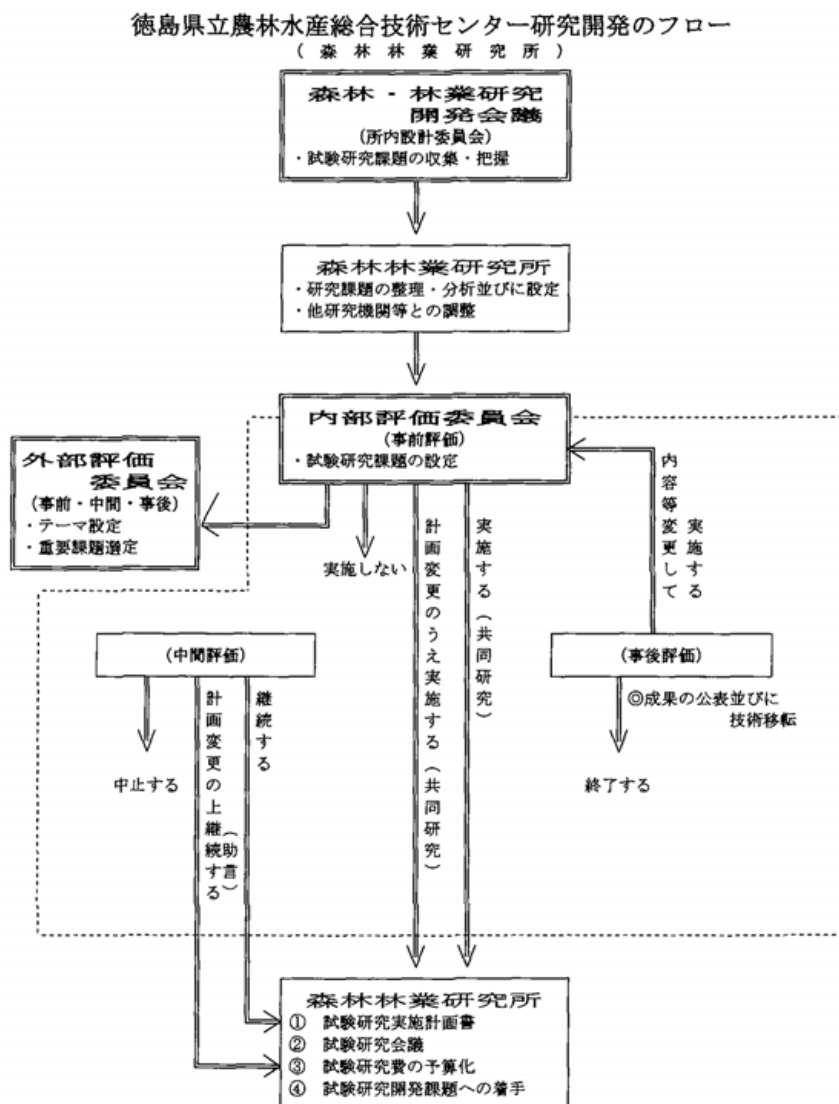 徳島県立農林水産総合技術センター研究開発のフロー
(森林林業研究所)
森林・林業研究
開発会議
(所内設計委員会)
・試験研究課題の収集・把握
森林林業研究所
・研究課題の整理・分析並びに設定
・他研究機関等との調整
内部評価委員会
(事前評価)
・試験研究課題の設定
外部評価
委員会
(事前・中間・事後)
・テーマ設定
・重要課題選定
実施しない
計画変更のうえ実施する(共同研究)
実施する(共同研究)
内容等変更して
実施する
(中間評価)
中止する
計画変更の上継続する
(助言)
継続する
(事後評価)
◎成果の公表並びに
技術移転
終了する
森林林業研究所
① 試験研究実施計画書
② 試験研究会議
③ 試験研究費の予算化
④ 試験研究開発課題への着手